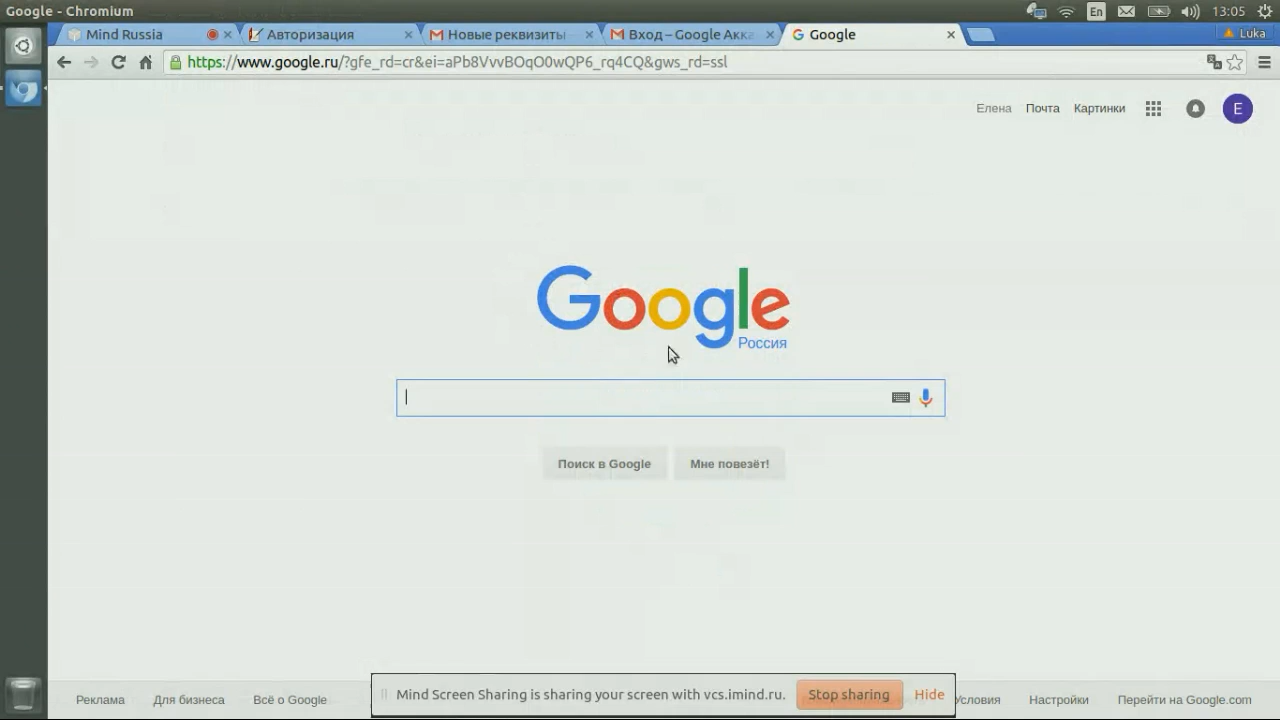 Google - Chromium
En
13:05
Mind Russia
Авторизация
Новые реквизиты
Вход – Google Акка
Google
Luka
https://www.google.ru/?gfe_rd=cr&ei=aPb8VvvBOqO0wQP6_rq4CQ&gws_rd=ssl
Елена Почта Картинки
E
Google
Россия
Поиск в Google
Мне повезёт!
Mind Screen Sharing is sharing your screen with vcs.imind.ru.
Stop sharing
Hide
Реклама Для бизнеса Всё о Google
Условия Настройки Перейти на Google.com